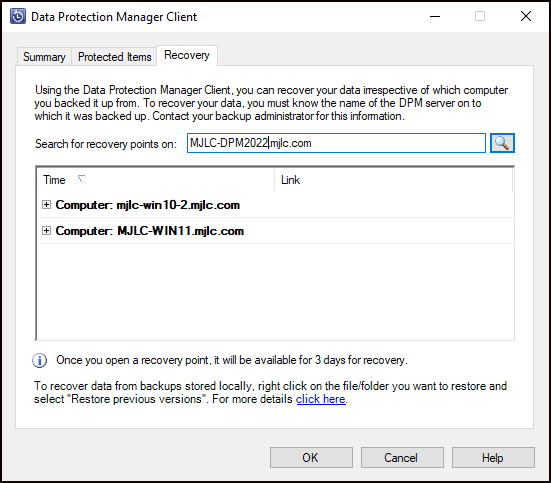 Data Protection Manager Client
Summary Protected Items Recovery
Using the Data Protection Manager Client, you can recover your data irrespective of which computer
you backed it up from. To recover your data, you must know the name of the DPM server on to
which it was backed up. Contact your backup administrator for this information.
Search for recovery points on: MJLC-DPM2022.mjlc.com
Time Link
Computer: mjlc-win10-2.mjlc.com
Computer: MJLC-WIN11.mjlc.com
Once you open a recovery point, it will be available for 3 days for recovery.
To recover data from backups stored locally, right click on the file/folder you want to restore and
select "Restore previous versions". For more details click here.
OK Cancel Help